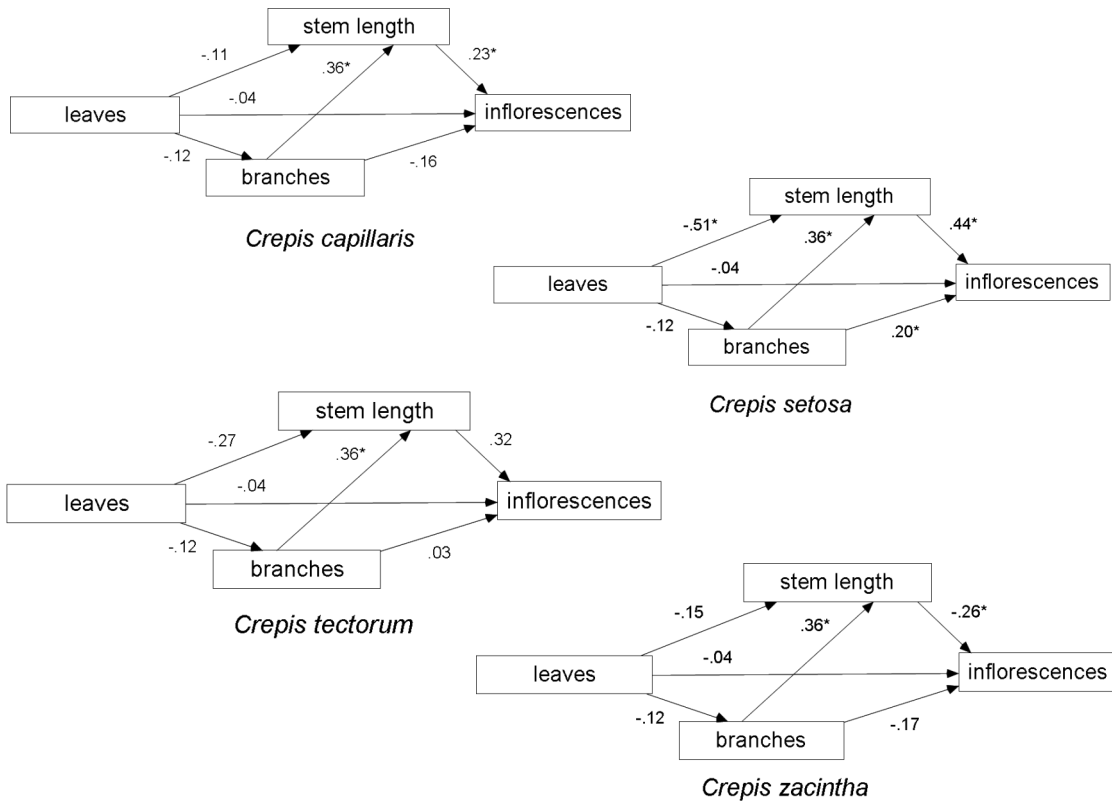 stem length
-.11
.36*
.23*
leaves
-.04
inflorescences
-.12
branches
-.16
Crepis capillaris
stem length
-.51*
.36*
.44*
leaves
-.04
inflorescences
-.12
branches
.20*
Crepis setosa
stem length
-.27
.36*
.32
leaves
-.04
inflorescences
-.12
branches
.03
Crepis tectorum
stem length
-.15
.36*
-.26*
leaves
-.04
inflorescences
-.12
branches
-.17
Crepis zacintha